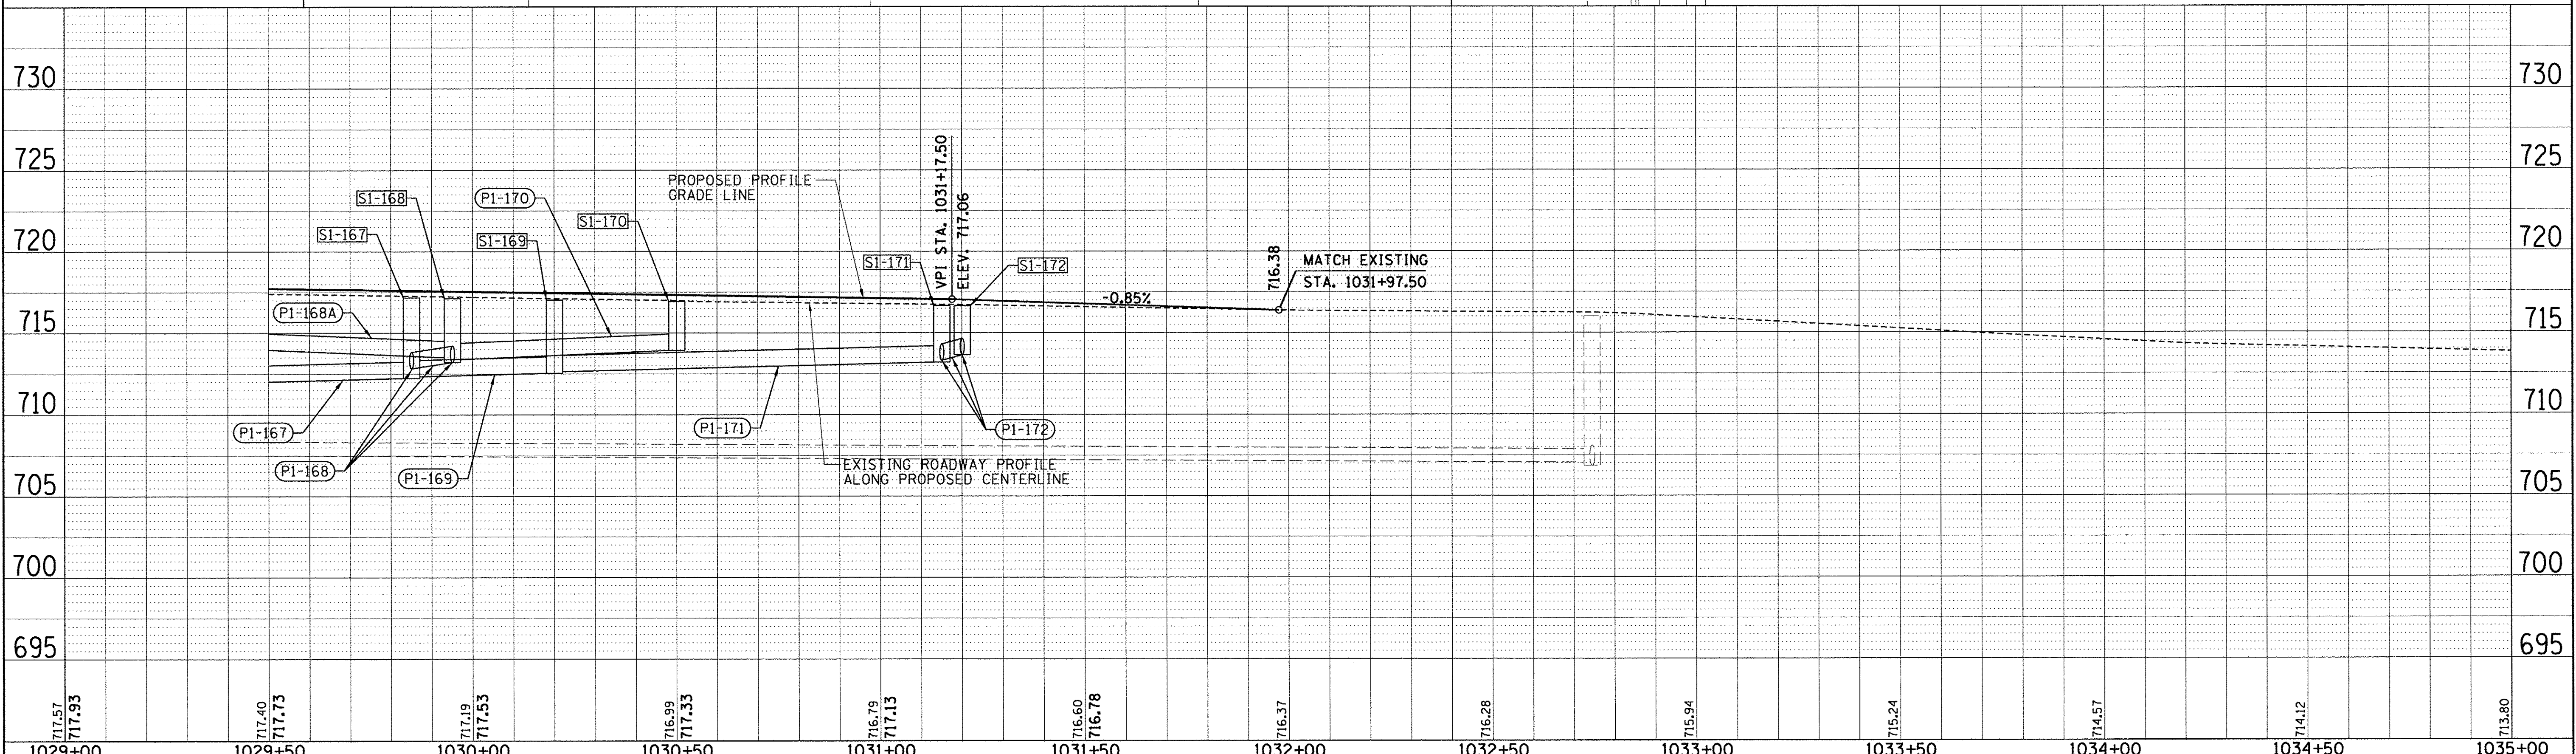 730
730
725
725
720
720
715
715
710
710
705
705
700
700
695
695
S1-167
S1-168
P1-170
S1-169
S1-170
PROPOSED PROFILE
GRADE LINE
S1-171
VPI STA. 1031+17.50
ELEV. 717.06
S1-172
-0.85%
716.38
MATCH EXISTING
STA. 1031+97.50
P1-168A
P1-167
P1-168
P1-169
P1-171
P1-172
EXISTING ROADWAY PROFILE
ALONG PROPOSED CENTERLINE
717.57
717.93
717.40
717.73
717.19
717.53
716.99
717.33
716.79
717.13
716.60
716.78
716.37
716.28
715.94
715.24
714.57
714.12
713.80
1029+00
1029+50
1030+00
1030+50
1031+00
1031+50
1032+00
1032+50
1033+00
1033+50
1034+00
1034+50
1035+00